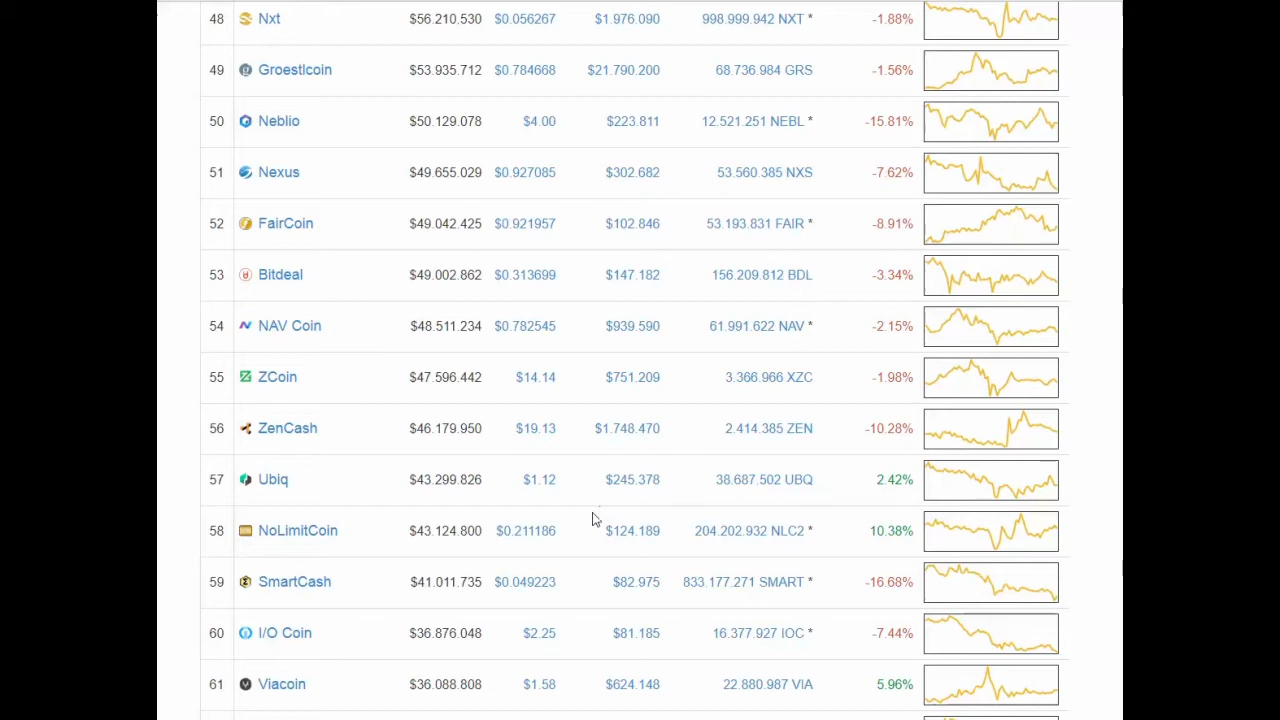 48 Nxt $56.210.530 $0.056267 $1.976.090 998.999.942 NXT * -1.88%
49 Groestlcoin $53.935.712 $0.784668 $21.790.200 68.736.984 GRS -1.56%
50 Neblio $50.129.078 $4.00 $223.811 12.521.251 NEBL * -15.81%
51 Nexus $49.655.029 $0.927085 $302.682 53.560.385 NXS -7.62%
52 FairCoin $49.042.425 $0.921957 $102.846 53.193.831 FAIR * -8.91%
53 Bitdeal $49.002.862 $0.313699 $147.182 156.209.812 BDL -3.34%
54 NAV Coin $48.511.234 $0.782545 $939.590 61.991.622 NAV * -2.15%
55 ZCoin $47.596.442 $14.14 $751.209 3.366.966 XZC -1.98%
56 ZenCash $46.179.950 $19.13 $1.748.470 2.414.385 ZEN -10.28%
57 Ubiq $43.299.826 $1.12 $245.378 38.687.502 UBQ 2.42%
58 NoLimitCoin $43.124.800 $0.211186 $124.189 204.202.932 NLC2 * 10.38%
59 SmartCash $41.011.735 $0.049223 $82.975 833.177.271 SMART * -16.68%
60 I/O Coin $36.876.048 $2.25 $81.185 16.377.927 IOC * -7.44%
61 Viacoin $36.088.808 $1.58 $624.148 22.880.987 VIA 5.96%